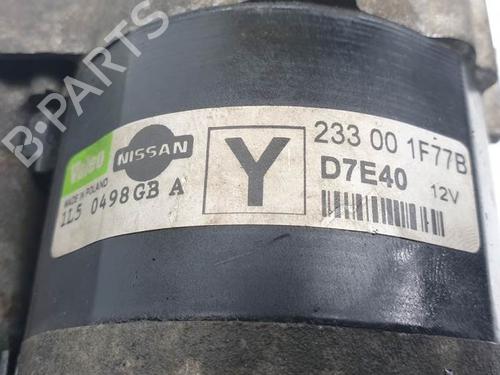 B-PARTS
Valeo
NISSAN
MADE IN POLAND
1L5 0498GB A
Y
233 00 1F77B
D7E40
12V